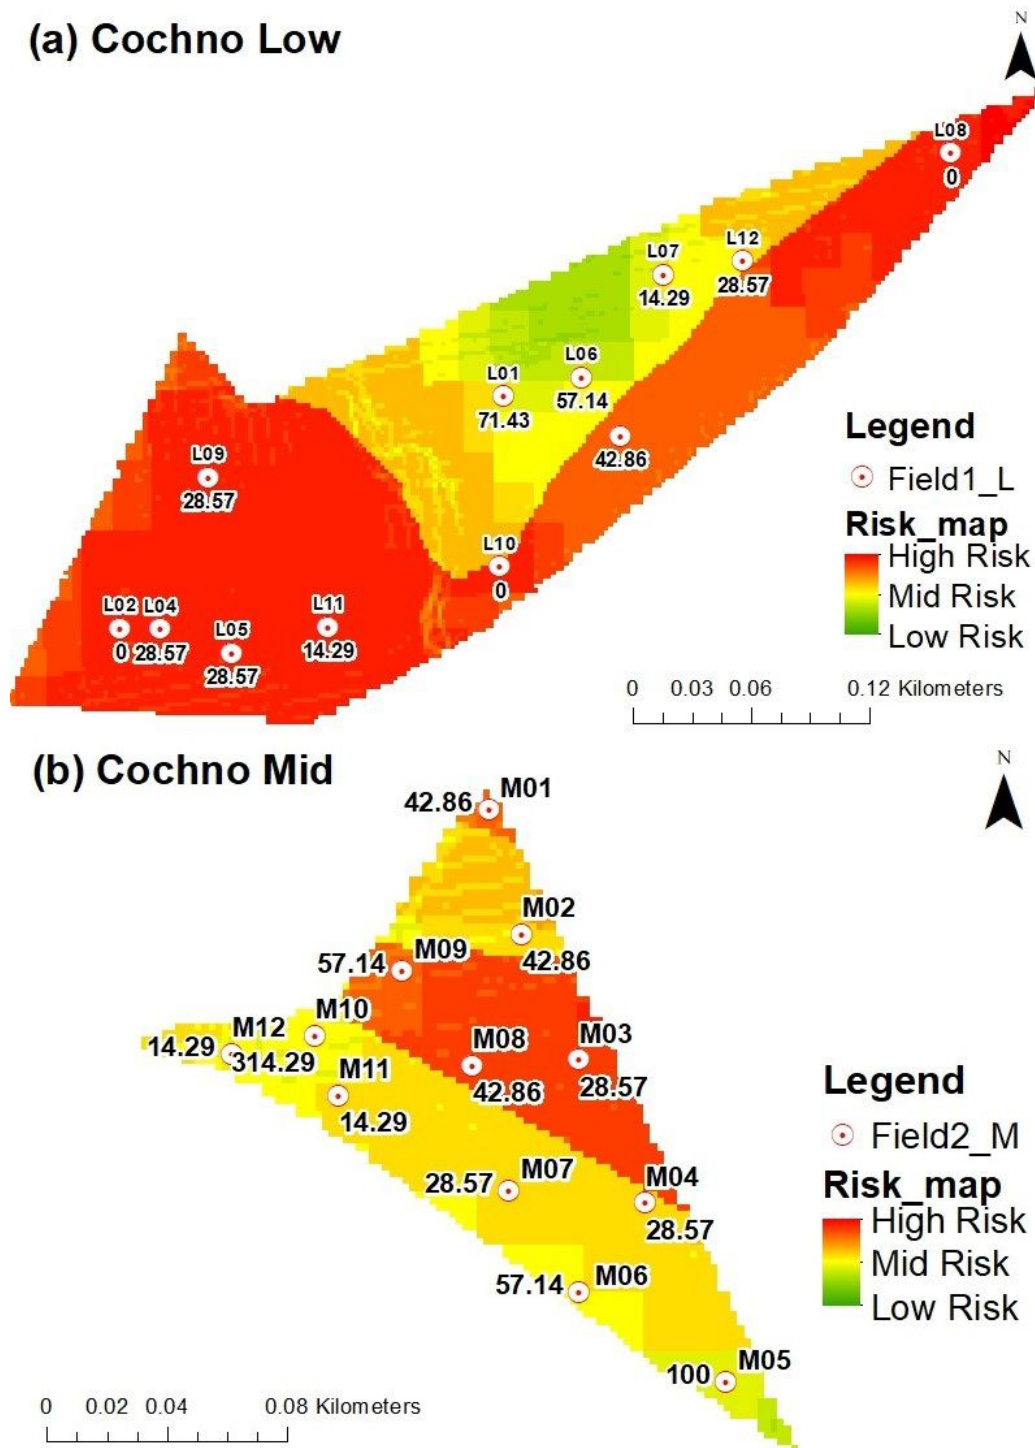 (a) Cochno Low
N
L08
0
L12
28.57
L07
14.29
L06
57.14
L01
71.43
42.86
L09
28.57
L10
0
L02
0
L04
28.57
L05
28.57
L11
14.29
Legend
Field1_L
Risk_map
High Risk
Mid Risk
Low Risk
0 0.03 0.06 0.12 Kilometers
(b) Cochno Mid
N
42.86 M01
M02
42.86
57.14 M09
M10
M12
14.29
314.29
M11
14.29
M08
42.86
M03
28.57
M07
28.57
M04
28.57
57.14 M06
100 M05
Legend
Field2_M
Risk_map
High Risk
Mid Risk
Low Risk
0 0.02 0.04 0.08 Kilometers